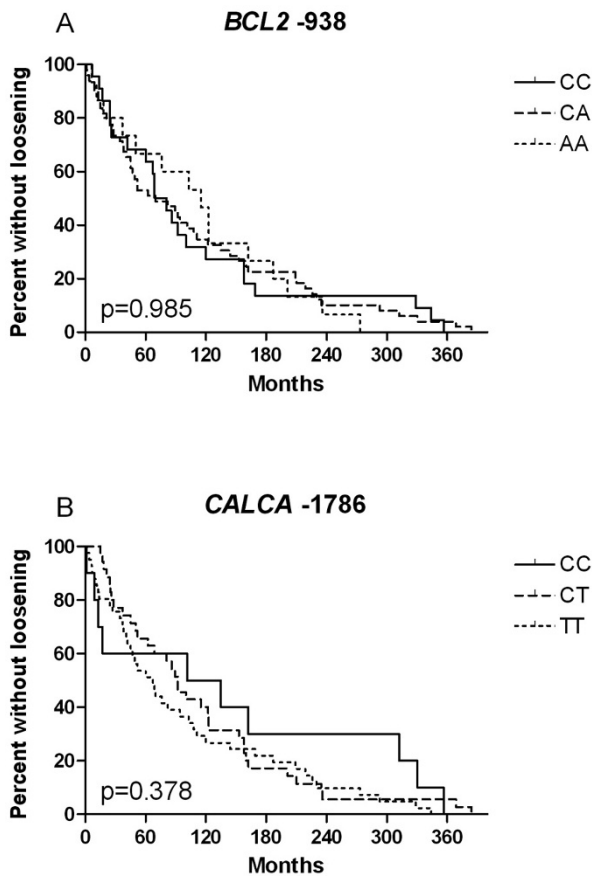 A
BCL2 -938
Percent without loosening
100
80
60
40
20
0
p=0.985
0 60 120 180 240 300 360
Months
CC
CA
AA
B
CALCA -1786
Percent without loosening
100
80
60
40
20
0
p=0.378
0 60 120 180 240 300 360
Months
CC
CT
TT